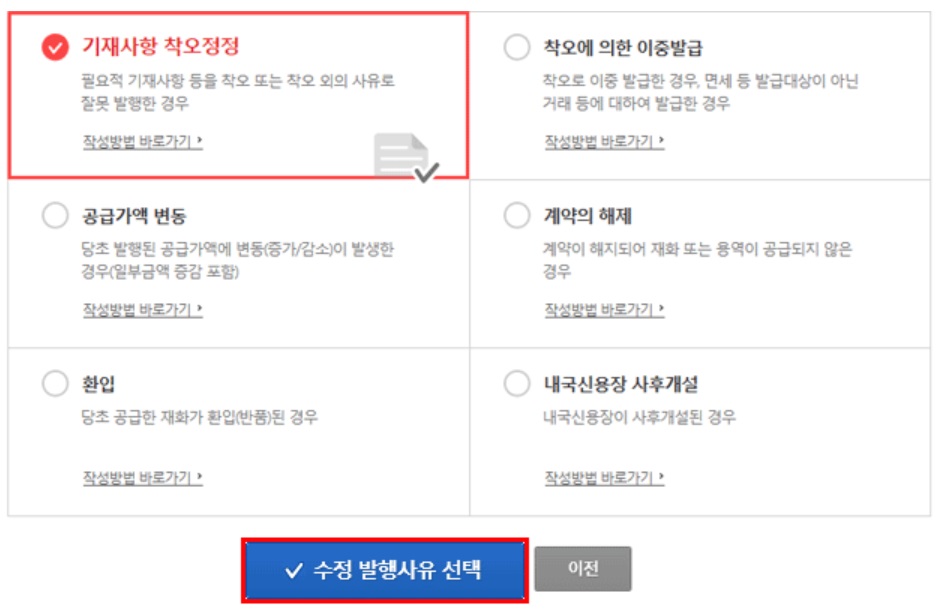 기재사항 착오정정
필요적 기재사항 등을 착오 또는 착오 외의 사유로
잘못 발행한 경우
작성방법 바로가기 >
착오에 의한 이중발급
착오로 이중 발급한 경우, 면세 등 발급대상이 아닌
거래 등에 대하여 발급한 경우
작성방법 바로가기 >
공급가액 변동
당초 발행된 공급가액에 변동(증가/감소)이 발생한
경우(일부금액 증감 포함)
작성방법 바로가기 >
계약의 해제
계약이 해지되어 재화 또는 용역이 공급되지 않은
경우
작성방법 바로가기 >
환입
당초 공급한 재화가 환입(반품)된 경우
작성방법 바로가기 >
내국신용장 사후개설
내국신용장이 사후개설된 경우
작성방법 바로가기 >
수정 발행사유 선택
이전